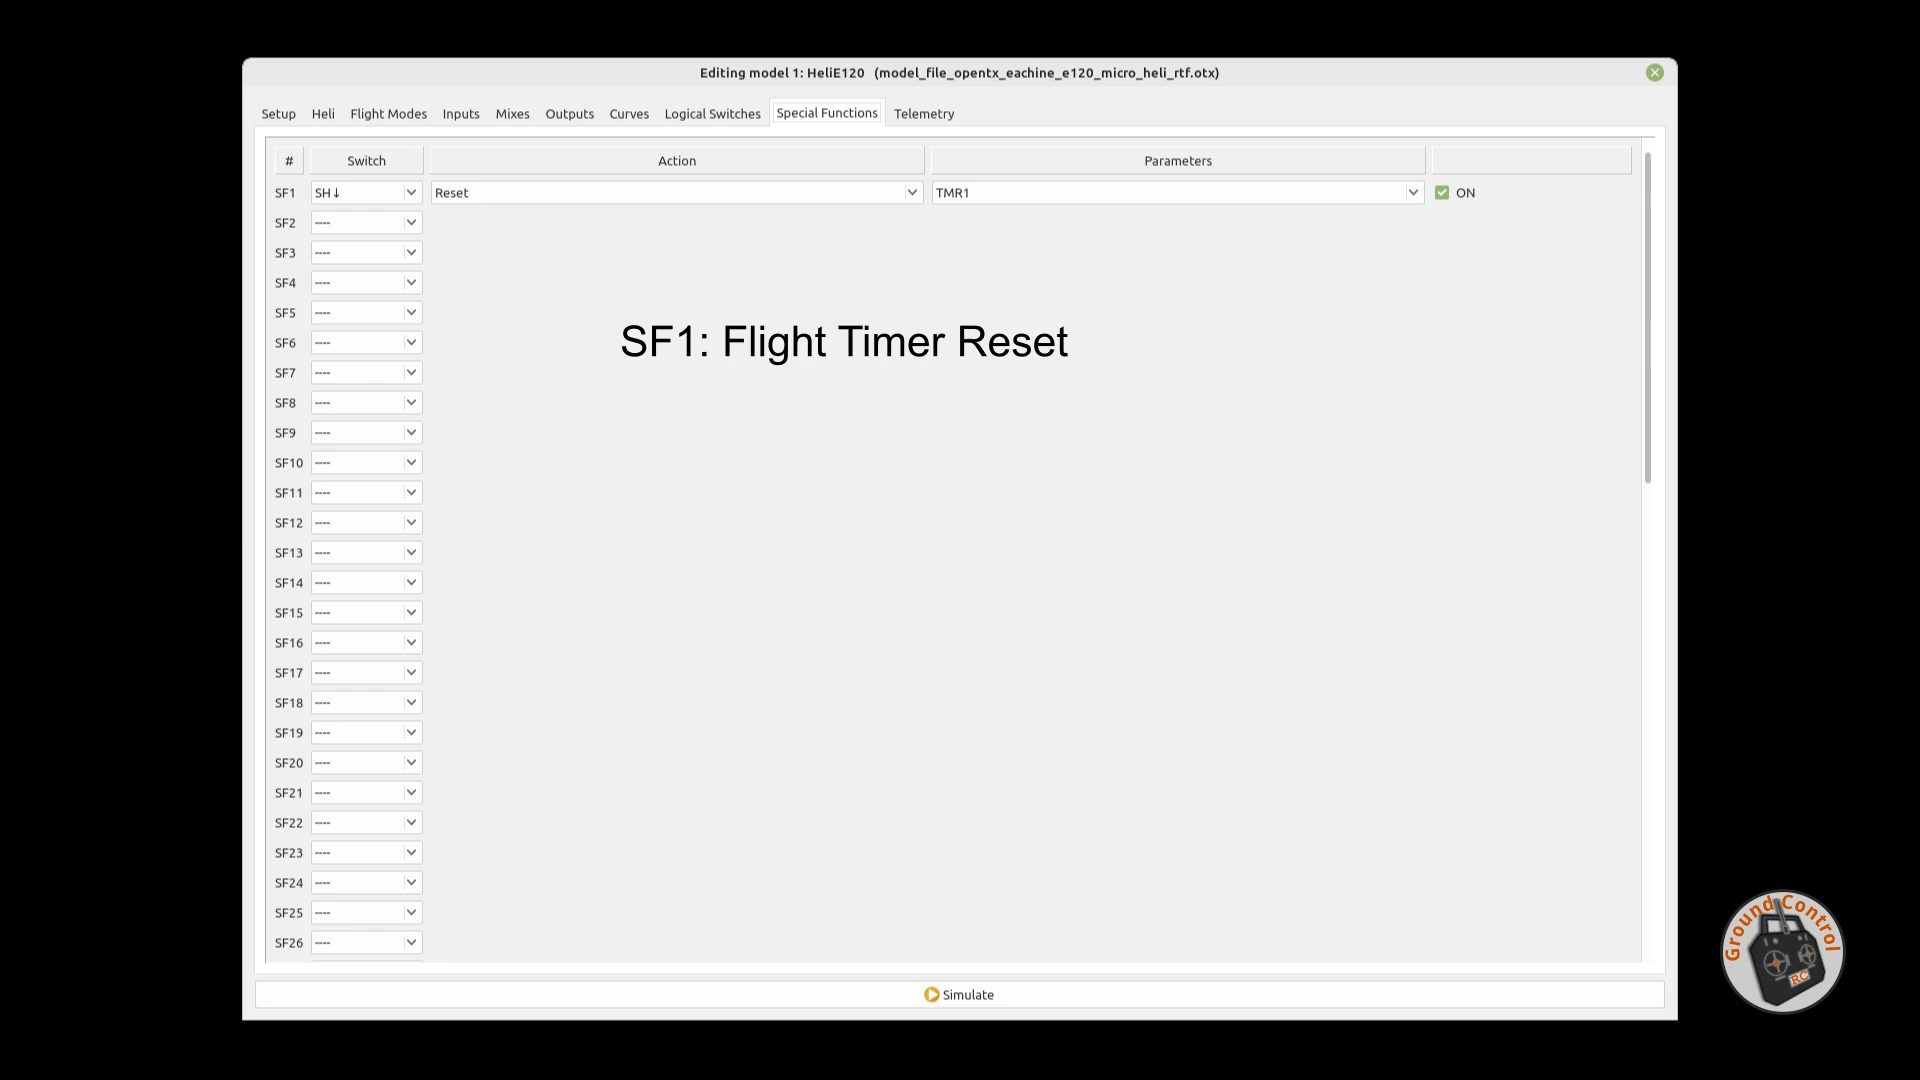 Editing model 1: HeliE120 (model_file_opentx_eachine_e120_micro_heli_rtf.otx)
Setup Heli Flight Modes Inputs Mixes Outputs Curves Logical Switches Special Functions Telemetry
# Switch Action Parameters
SF1 SH↓ Reset TMR1 ON
SF2 ----
SF3 ----
SF4 ----
SF5 ----
SF6 ----
SF1: Flight Timer Reset
SF7 ----
SF8 ----
SF9 ----
SF10 ----
SF11 ----
SF12 ----
SF13 ----
SF14 ----
SF15 ----
SF16 ----
SF17 ----
SF18 ----
SF19 ----
SF20 ----
SF21 ----
SF22 ----
SF23 ----
SF24 ----
SF25 ----
SF26 ----
Simulate
Ground Control
RC